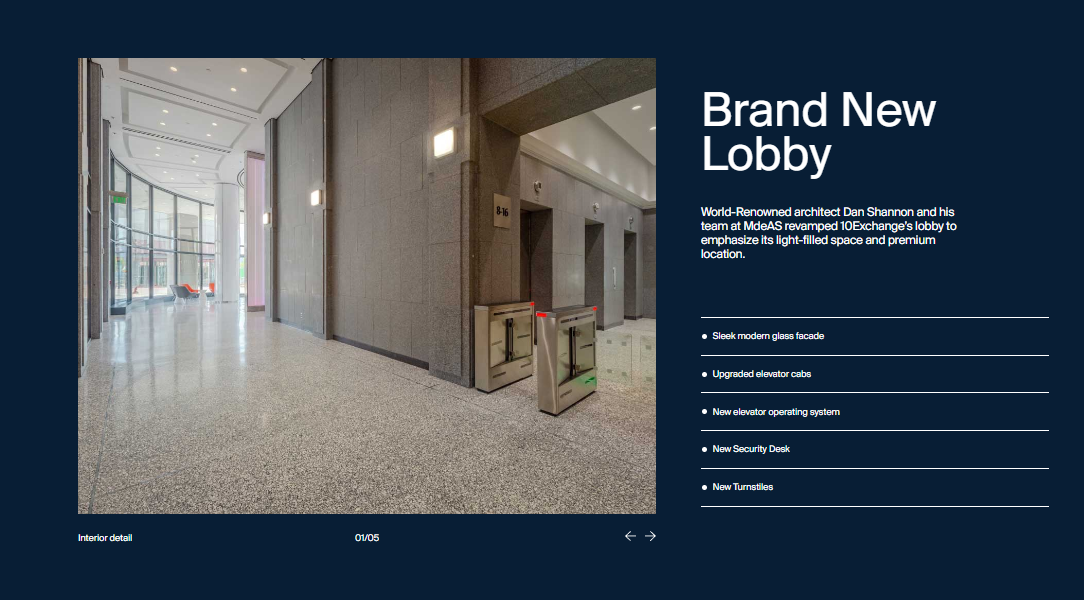 Brand New
Lobby
World-Renowned architect Dan Shannon and his
team at MdeAS revamped 10Exchange's lobby to
emphasize its light-filled space and premium
location.
Sleek modern glass facade
Upgraded elevator cabs
New elevator operating system
New Security Desk
New Turnstiles
8-16
Interior detail
01/05